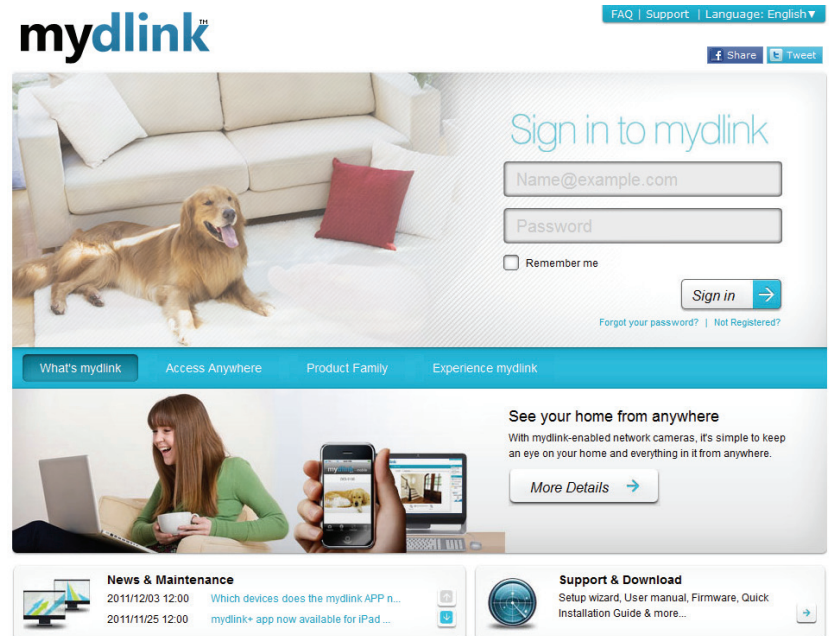 mydlink™
FAQ | Support | Language: English▼
Share Tweet
Sign in to mydlink
Name@example.com
Password
Remember me
Sign in
Forgot your password? | Not Registered?
What's mydlink Access Anywhere Product Family Experience mydlink
See your home from anywhere
With mydlink-enabled network cameras, it's simple to keep
an eye on your home and everything in it from anywhere.
More Details
mydlink
News & Maintenance
2011/12/03 12:00 Which devices does the mydlink APP n...
2011/11/25 12:00 mydlink+ app now available for iPad ...
Support & Download
Setup wizard, User manual, Firmware, Quick
Installation Guide & more...